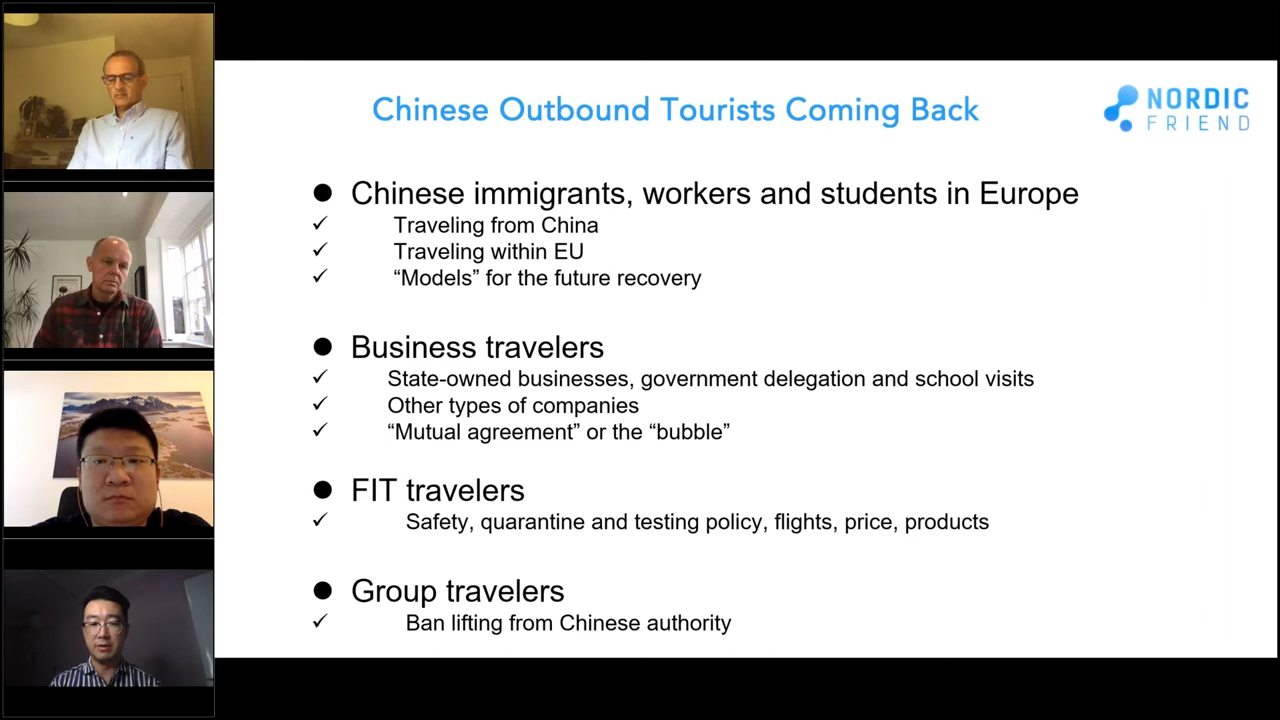 Chinese Outbound Tourists Coming Back
NORDIC
FRIEND
● Chinese immigrants, workers and students in Europe
✓ Traveling from China
✓ Traveling within EU
✓ “Models” for the future recovery
● Business travelers
✓ State-owned businesses, government delegation and school visits
✓ Other types of companies
✓ “Mutual agreement” or the “bubble”
● FIT travelers
✓ Safety, quarantine and testing policy, flights, price, products
● Group travelers
✓ Ban lifting from Chinese authority